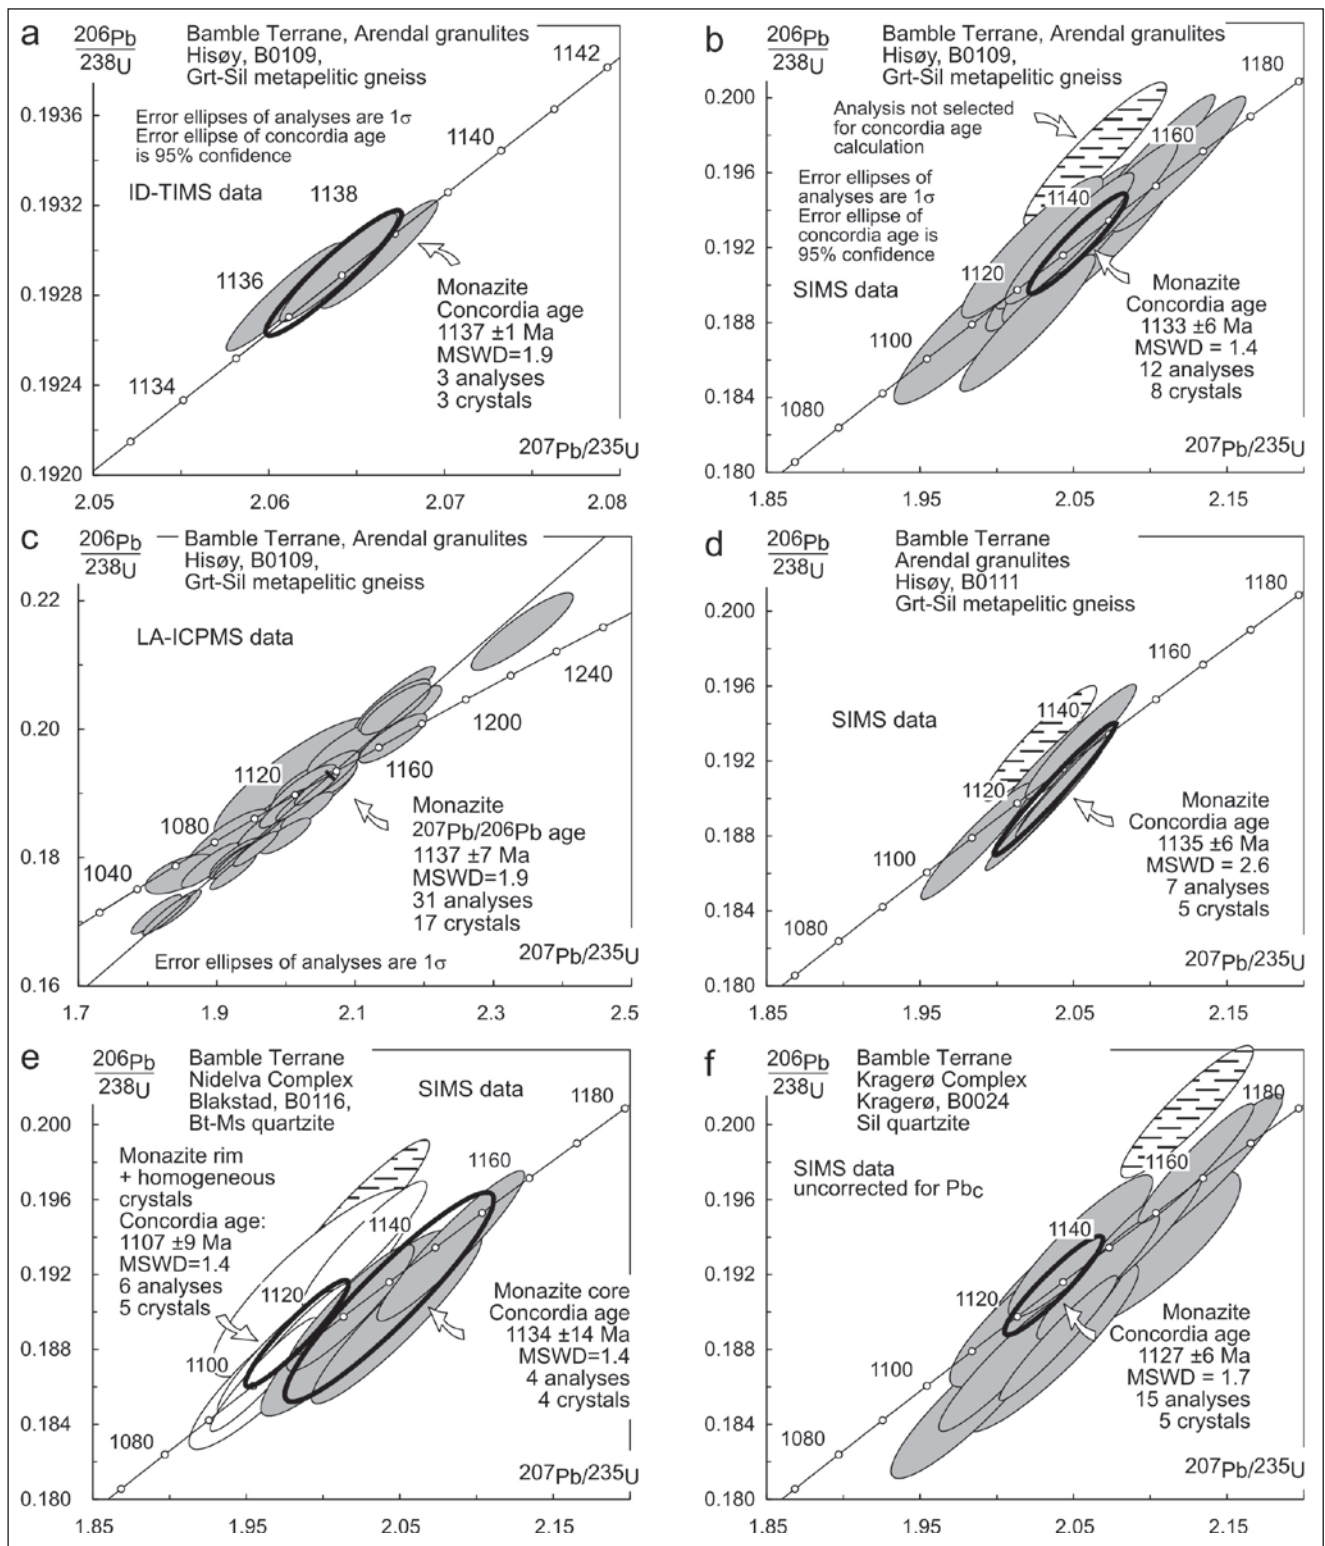 a
206Pb
238U
Bamble Terrane, Arendal granulites
Hisøy, B0109,
Grt-Sil metapelitic gneiss
Error ellipses of analyses are 1σ
Error ellipse of concordia age
is 95% confidence
ID-TIMS data
1142
1140
1138
1136
1134
Monazite
Concordia age
1137 ±1 Ma
MSWD=1.9
3 analyses
3 crystals
207Pb/235U
0.1936
0.1932
0.1928
0.1924
0.1920
2.05
2.06
2.07
2.08
b
206Pb
238U
Bamble Terrane, Arendal granulites
Hisøy, B0109,
Grt-Sil metapelitic gneiss
Analysis not selected
for concordia age
calculation
Error ellipses of
analyses are 1σ
Error ellipse of
concordia age is
95% confidence
SIMS data
1180
1160
1140
1120
1100
1080
Monazite
Concordia age
1133 ±6 Ma
MSWD = 1.4
12 analyses
8 crystals
207Pb/235U
0.200
0.196
0.192
0.188
0.184
0.180
1.85
1.95
2.05
2.15
c
206Pb
238U
Bamble Terrane, Arendal granulites
Hisøy, B0109,
Grt-Sil metapelitic gneiss
LA-ICPMS data
1240
1200
1160
1120
1080
1040
Monazite
207Pb/206Pb age
1137 ±7 Ma
MSWD=1.9
31 analyses
17 crystals
207Pb/235U
Error ellipses of analyses are 1σ
0.22
0.20
0.18
0.16
1.7
1.9
2.1
2.3
2.5
d
206Pb
238U
Bamble Terrane
Arendal granulites
Hisøy, B0111
Grt-Sil metapelitic gneiss
SIMS data
1180
1160
1140
1120
1100
1080
Monazite
Concordia age
1135 ±6 Ma
MSWD = 2.6
7 analyses
5 crystals
207Pb/235U
0.200
0.196
0.192
0.188
0.184
0.180
1.85
1.95
2.05
2.15
e
206Pb
238U
Bamble Terrane
Nidelva Complex
Blakstad, B0116,
Bt-Ms quartzite
SIMS data
Monazite rim
+ homogeneous
crystals
Concordia age:
1107 ±9 Ma
MSWD=1.4
6 analyses
5 crystals
1180
1160
1140
1120
1100
1080
Monazite core
Concordia age
1134 ±14 Ma
MSWD=1.4
4 analyses
4 crystals
207Pb/235U
0.200
0.196
0.192
0.188
0.184
0.180
1.85
1.95
2.05
2.15
f
206Pb
238U
Bamble Terrane
Kragerø Complex
Kragerø, B0024
Sil quartzite
SIMS data
uncorrected for Pbc
1180
1160
1140
1120
1100
1080
Monazite
Concordia age
1127 ±6 Ma
MSWD = 1.7
15 analyses
5 crystals
207Pb/235U
0.200
0.196
0.192
0.188
0.184
0.180
1.85
1.95
2.05
2.15